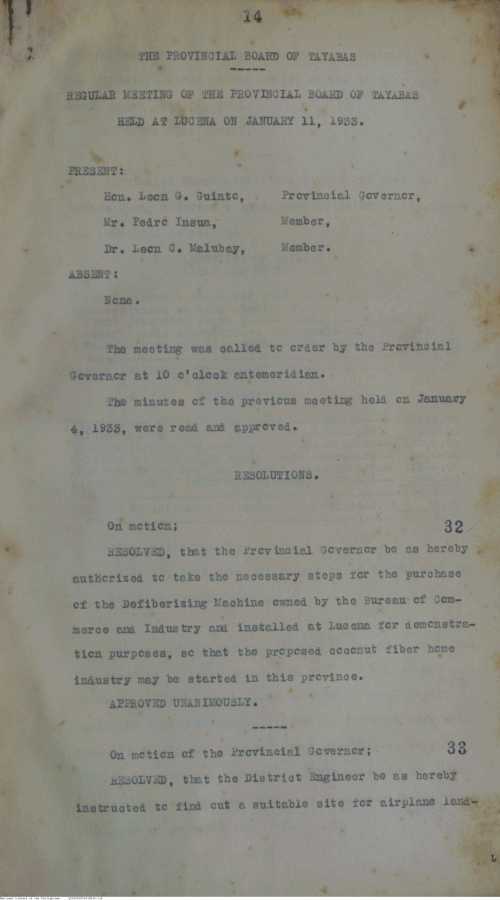 14
THE PROVINCIAL BOARD OF TAYABAS
REGULAR MEETING OF THE PROVINCIAL BOARD OF TAYABAS
HELD AT LUCENA ON JANUARY 11, 1933.
PRESENT:
Hon. Leon G. Guinto, Provincial Governor,
Mr. Pedro Insua, Member,
Dr. Leon C. Malubay, Member.
ABSENT:
None.
The meeting was called to order by the Provincial
Governor at 10 o'clock antemeridian.
The minutes of the previous meeting held on January
4, 1933, were read and approved.
RESOLUTIONS.
On motion; 32
RESOLVED, that the Provincial Governor be as hereby
authorized to take the necessary steps for the purchase
of the Defiberizing Machine owned by the Bureau of Com-
merce and Industry and installed at Lucena for demonstra-
tion purposes, so that the proposed coconut fiber home
industry may be started in this province.
APPROVED UNANIMOUSLY.
-----
On motion of the Provincial Governor; 33
RESOLVED, that the District Engineer be as hereby
instructed to find out a suitable site for airplane land-